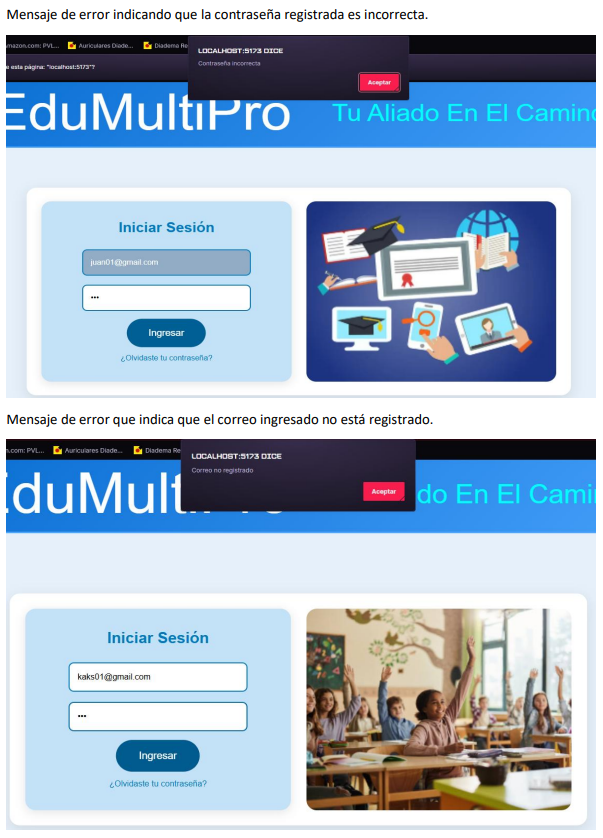 Mensaje de error indicando que la contraseña registrada es incorrecta.
mazon.com: PVL... Auriculares Diade... Diadema Re
LOCALHOST:5173 DICE
Contraseña incorrecta
e esta página: "localhost:5173"?
Aceptar
EduMultiPro Tu Aliado En El Camino
Iniciar Sesión
juan01@gmail.com
•••
Ingresar
¿Olvidaste tu contraseña?
Mensaje de error que indica que el correo ingresado no está registrado.
n.com: PVL... Auriculares Diade... Diadema Re
LOCALHOST:5173 DICE
Correo no registrado
Aceptar
duMultiPro do En El Cami
Iniciar Sesión
kaks01@gmail.com
•••
Ingresar
¿Olvidaste tu contraseña?